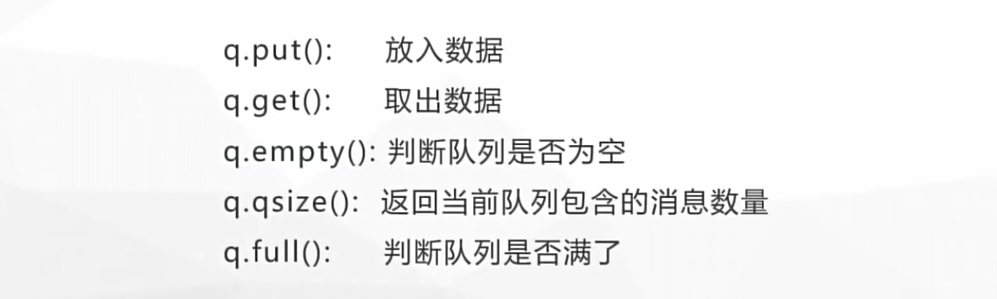 q.put(): 放入数据
q.get(): 取出数据
q.empty(): 判断队列是否为空
q.qsize(): 返回当前队列包含的消息数量
q.full(): 判断队列是否满了